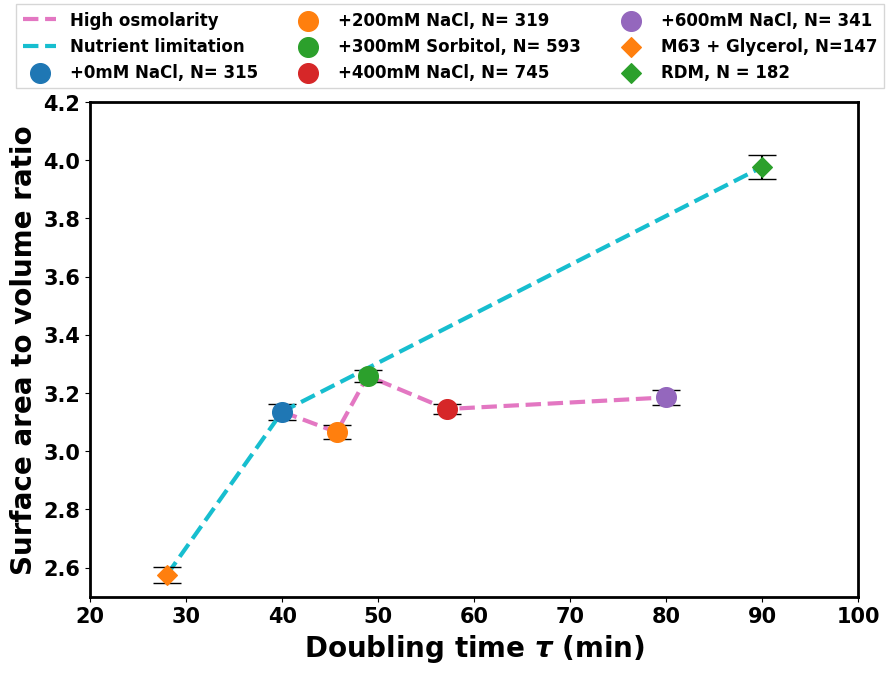 High osmolarity
Nutrient limitation
+0mM NaCl, N= 315
+200mM NaCl, N= 319
+300mM Sorbitol, N= 593
+400mM NaCl, N= 745
+600mM NaCl, N= 341
M63 + Glycerol, N=147
RDM, N = 182
4.2
4.0
3.8
3.6
3.4
3.2
3.0
2.8
2.6
Surface area to volume ratio
20 30 40 50 60 70 80 90 100
Doubling time τ (min)